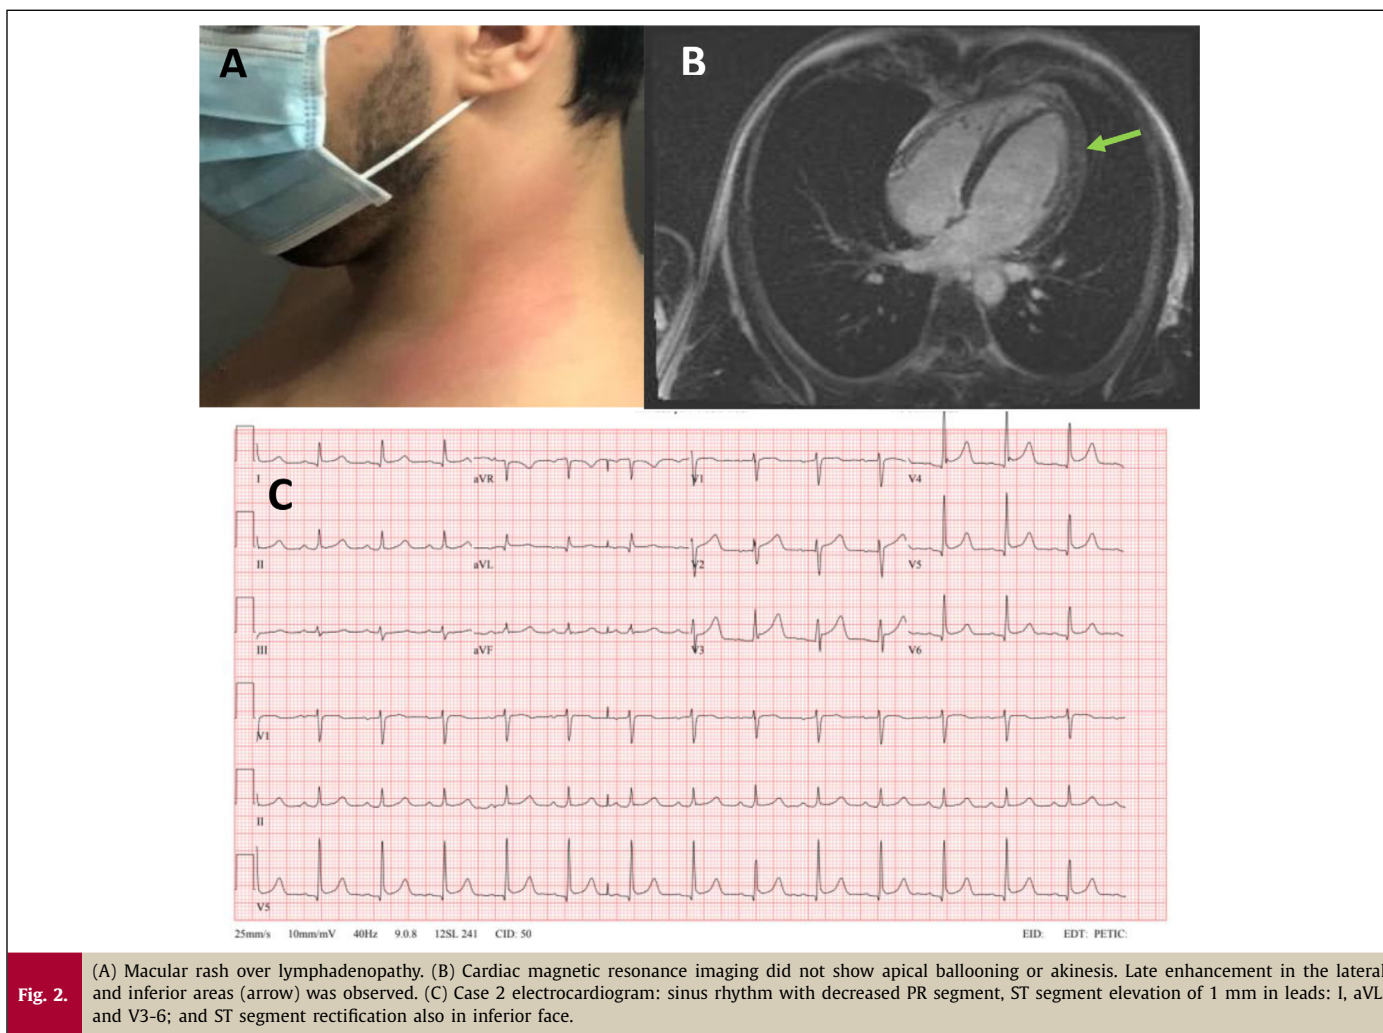 A
B
I
aVR
V1
V4
C
II
aVL
V2
V5
III
aVF
V3
V6
V1
II
V5
25mm/s 10mm/mV 40Hz 9.0.8 12SL 241 CID: 50 EID: EDT: PETIC:
Fig. 2.
(A) Macular rash over lymphadenopathy. (B) Cardiac magnetic resonance imaging did not show apical ballooning or akinesis. Late enhancement in the lateral
and inferior areas (arrow) was observed. (C) Case 2 electrocardiogram: sinus rhythm with decreased PR segment, ST segment elevation of 1 mm in leads: I, aVL
and V3-6; and ST segment rectification also in inferior face.